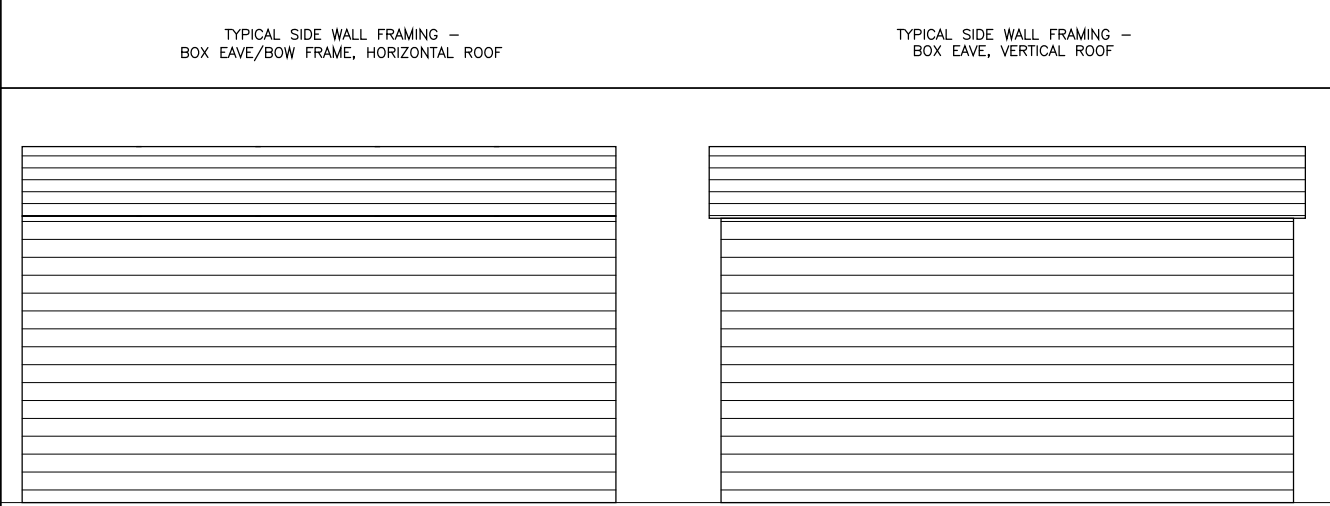 TYPICAL SIDE WALL FRAMING –
BOX EAVE/BOW FRAME, HORIZONTAL ROOF
TYPICAL SIDE WALL FRAMING –
BOX EAVE, VERTICAL ROOF